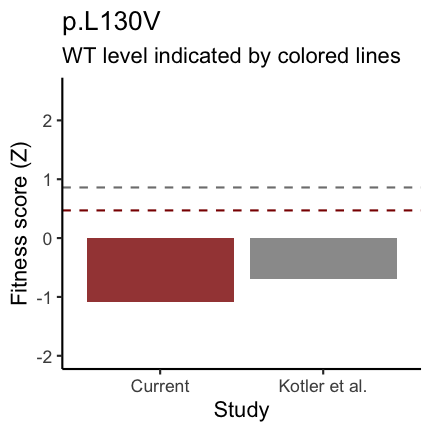 p.L130V
WT level indicated by colored lines
Fitness score (Z)
2
1
0
-1
-2
Current
Kotler et al.
Study